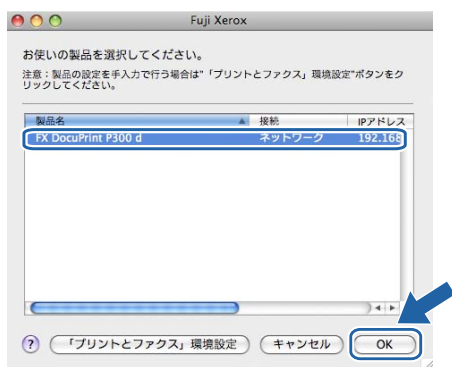 Fuji Xerox
お使いの製品を選択してください。
注意：製品の設定を手入力で行う場合は"「プリントとファクス」環境設定"ボタンをク
リックしてください。
製品名 接続 IPアドレス
FX DocuPrint P300 d ネットワーク 192.168
? 「プリントとファクス」環境設定 キャンセル OK